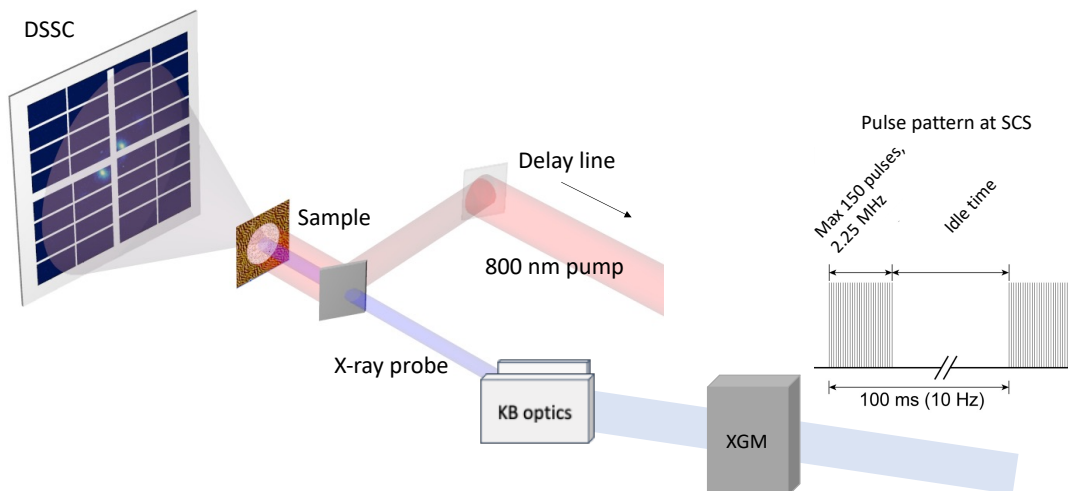 DSSC
Pulse pattern at SCS
Max 150 pulses,
2.25 MHz
Idle time
Delay line
Sample
800 nm pump
X-ray probe
KB optics
100 ms (10 Hz)
XGM